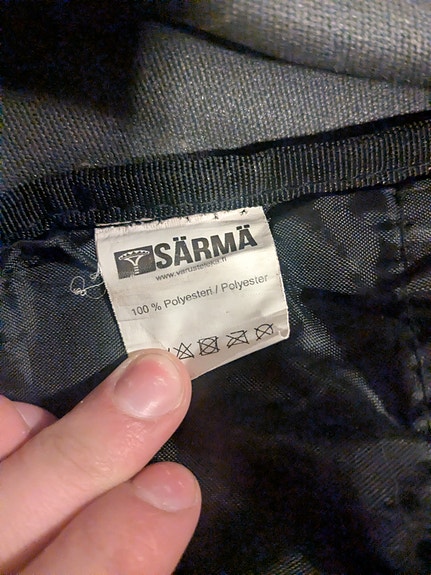 SÄRMÄ
www.varusteleka.fi
100 % Polyesteri / Polyester